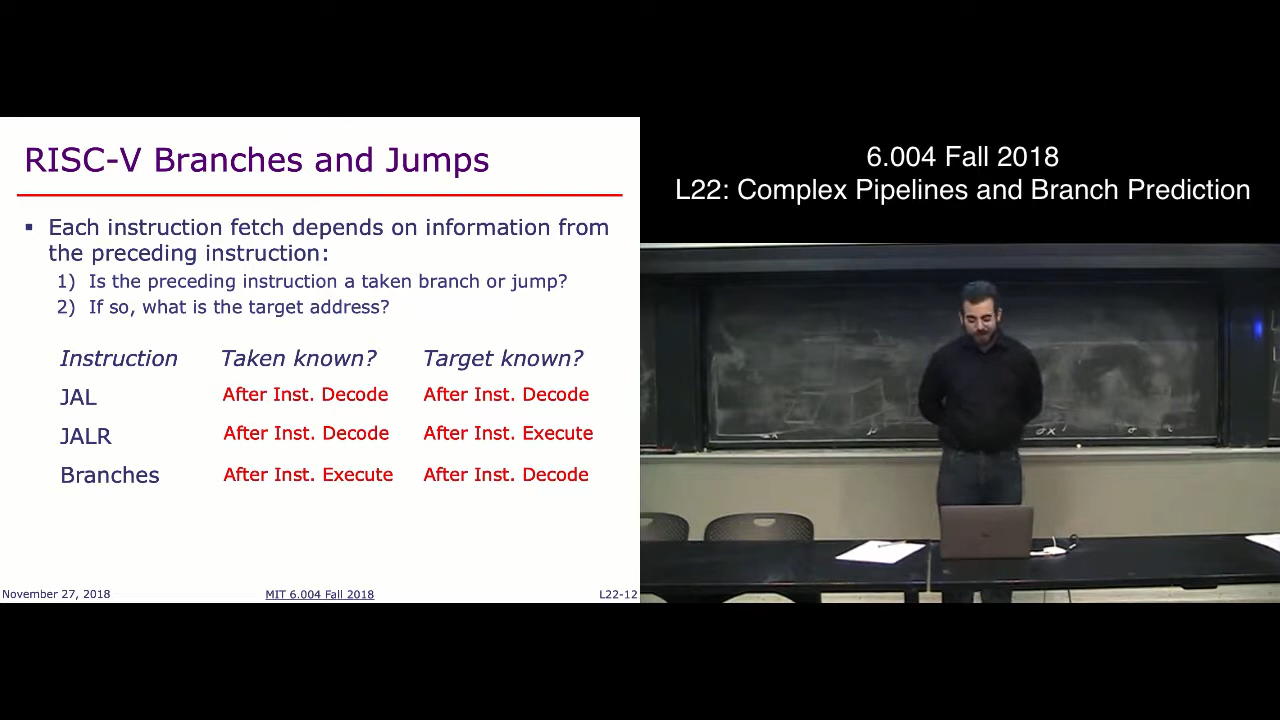 RISC-V Branches and Jumps
Each instruction fetch depends on information from
the preceding instruction:
1) Is the preceding instruction a taken branch or jump?
2) If so, what is the target address?
Instruction Taken known? Target known?
JAL After Inst. Decode After Inst. Decode
JALR After Inst. Decode After Inst. Execute
Branches After Inst. Execute After Inst. Decode
November 27, 2018 MIT 6.004 Fall 2018 L22-12
6.004 Fall 2018
L22: Complex Pipelines and Branch Prediction